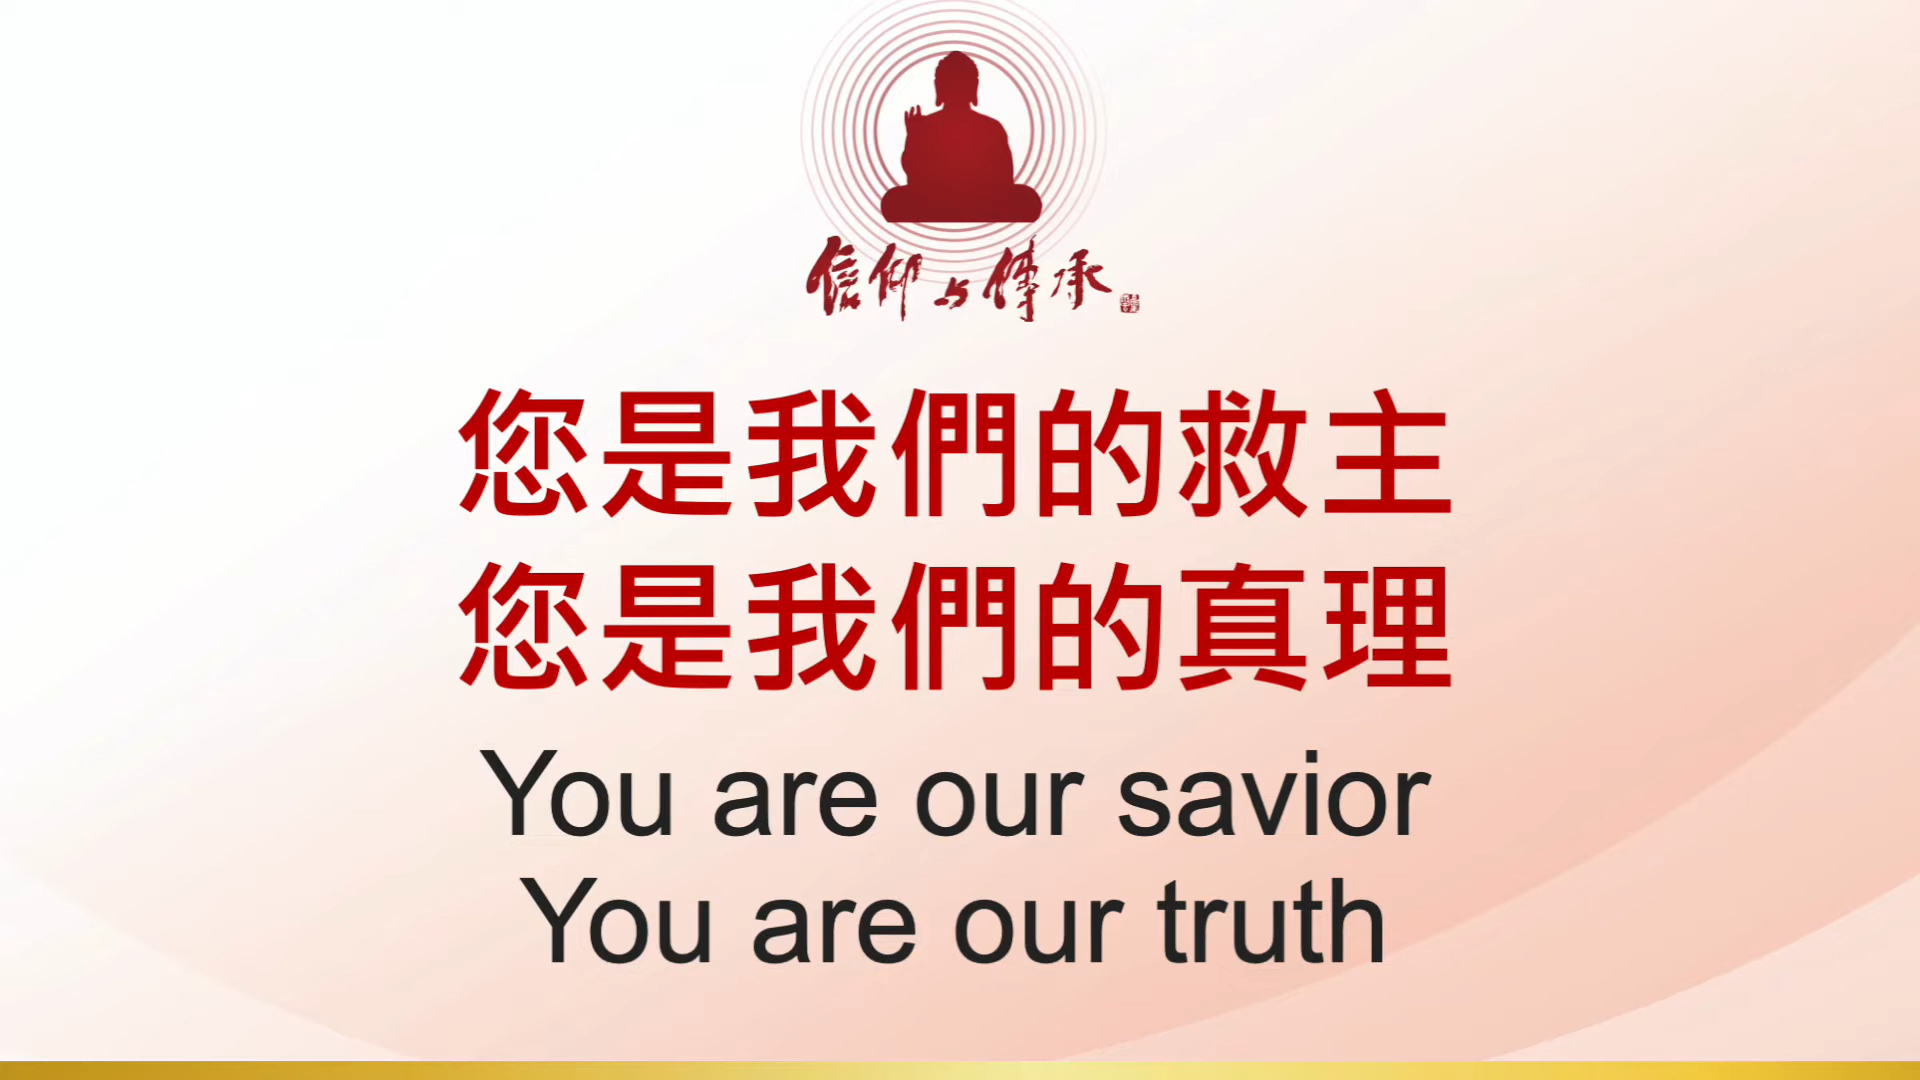 信仰与傳承
您是我們的救主
您是我們的真理
You are our savior
You are our truth